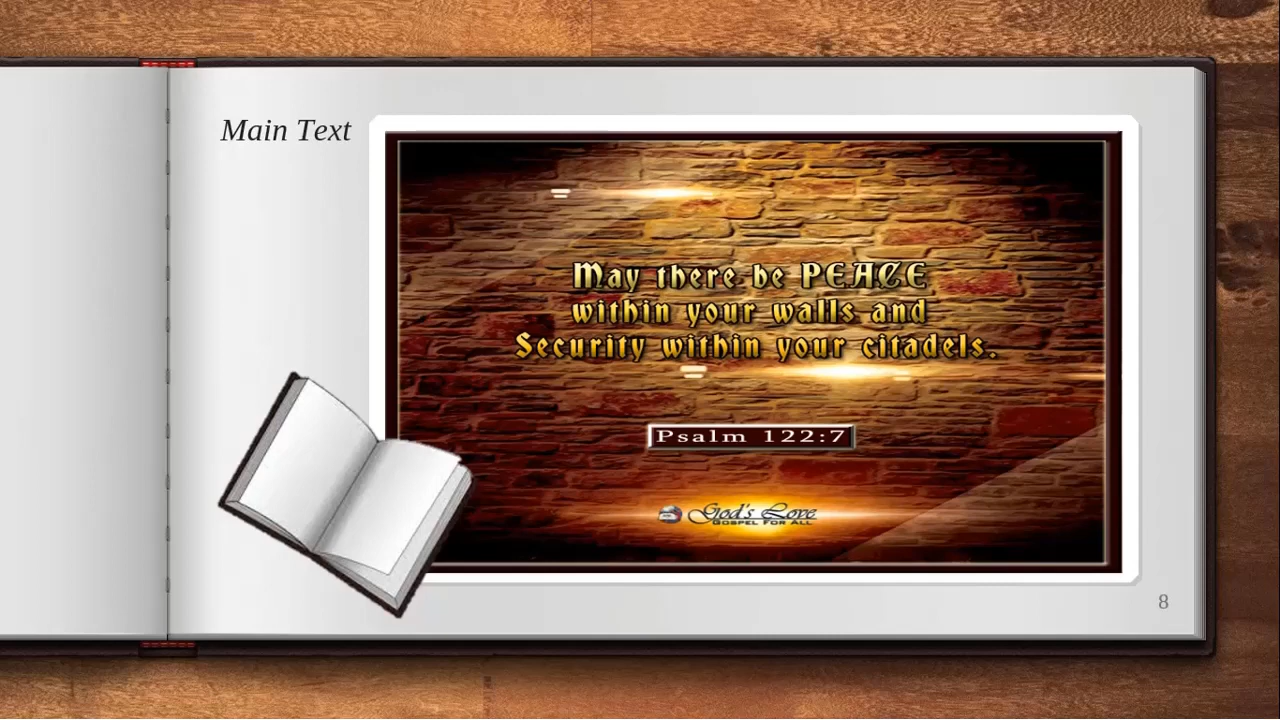 Main Text
May there be PEACE
within your walls and
Security within your citadels.
Psalm 122:7
God's Love
GOSPEL FOR ALL
8